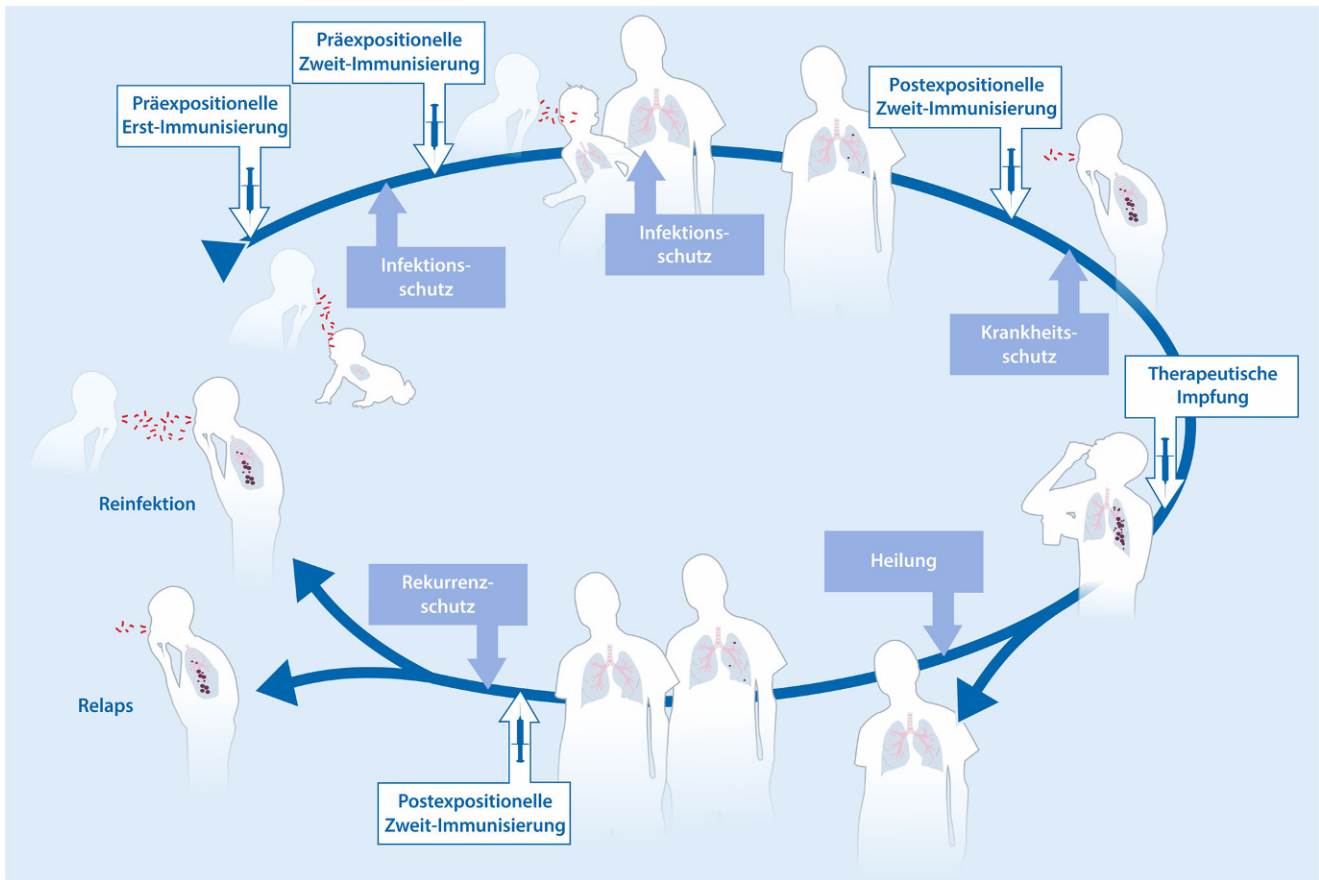 Präexpositionelle
Zweit-Immunisierung
Präexpositionelle
Erst-Immunisierung
Postexpositionelle
Zweit-Immunisierung
Infektions-
schutz
Infektions-
schutz
Krankheits-
schutz
Therapeutische
Impfung
Reinfektion
Rekurrenz-
schutz
Heilung
Relaps
Postexpositionelle
Zweit-Immunisierung